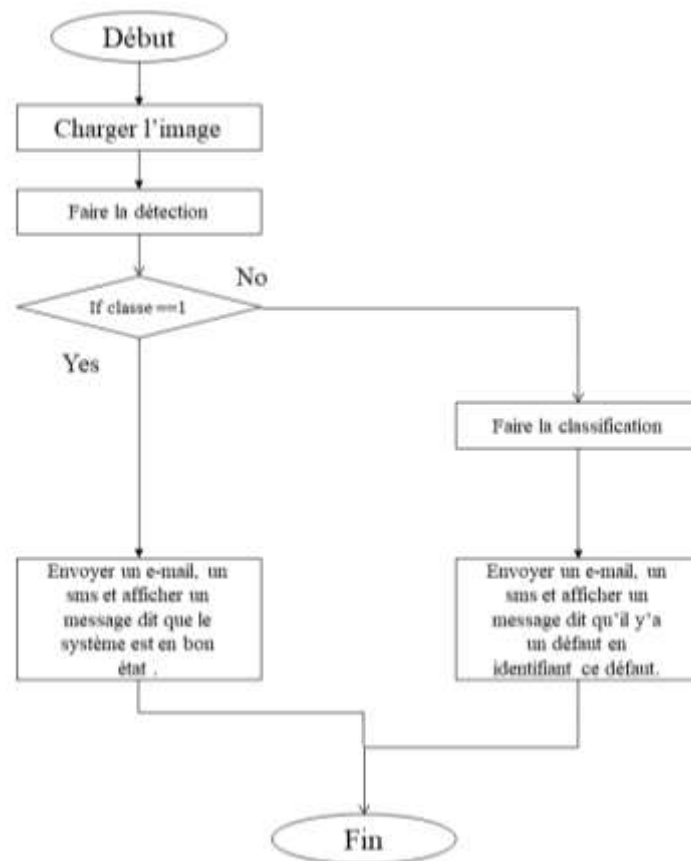 Début
Charger l'image
Faire la détection
No
If classe ==1
Yes
Faire la classification
Envoyer un e-mail, un
sms et afficher un
message dit que le
système est en bon
état .
Envoyer un e-mail, un
sms et afficher un
message dit qu'il y'a
un défaut en
identifiant ce défaut.
Fin